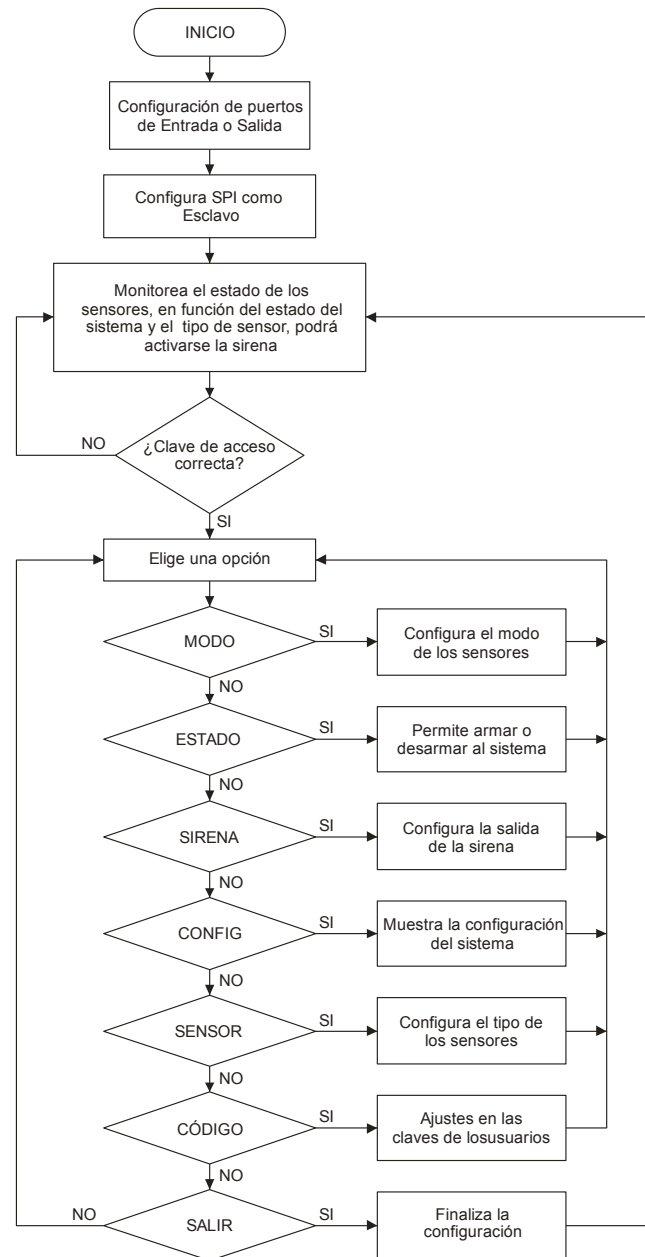 INICIO
Configuración de puertos
de Entrada o Salida
Configura SPI como
Esclavo
Monitorea el estado de los
sensores, en función del estado del
sistema y el tipo de sensor, podrá
activarse la sirena
NO
¿Clave de acceso
correcta?
SI
Elige una opción
MODO
SI
Configura el modo
de los sensores
NO
ESTADO
SI
Permite armar o
desarmar al sistema
NO
SIRENA
SI
Configura la salida
de la sirena
NO
CONFIG
SI
Muestra la configuración
del sistema
NO
SENSOR
SI
Configura el tipo de
los sensores
NO
CÓDIGO
SI
Ajustes en las
claves de losusuarios
NO
NO
SALIR
SI
Finaliza la
configuración